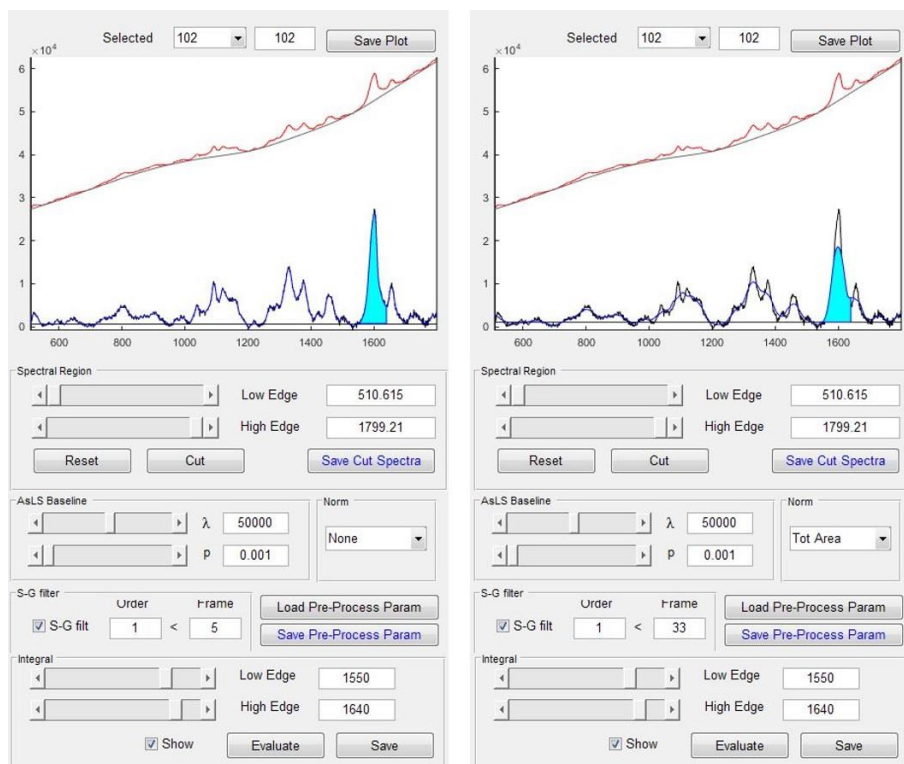 Selected 102 102 Save Plot
× 10^4
6
5
4
3
2
1
0
600 800 1000 1200 1400 1600
Spectral Region
Low Edge 510.615
High Edge 1799.21
Reset Cut Save Cut Spectra
AsLS Baseline Norm
λ 50000 None
p 0.001
S-G filter
Order Frame Load Pre-Process Param
S-G filt 1 < 5 Save Pre-Process Param
Integral
Low Edge 1550
High Edge 1640
Show Evaluate Save
Selected 102 102 Save Plot
× 10^4
6
5
4
3
2
1
0
600 800 1000 1200 1400 1600
Spectral Region
Low Edge 510.615
High Edge 1799.21
Reset Cut Save Cut Spectra
AsLS Baseline Norm
λ 50000 Tot Area
p 0.001
S-G filter
Order Frame Load Pre-Process Param
S-G filt 1 < 33 Save Pre-Process Param
Integral
Low Edge 1550
High Edge 1640
Show Evaluate Save